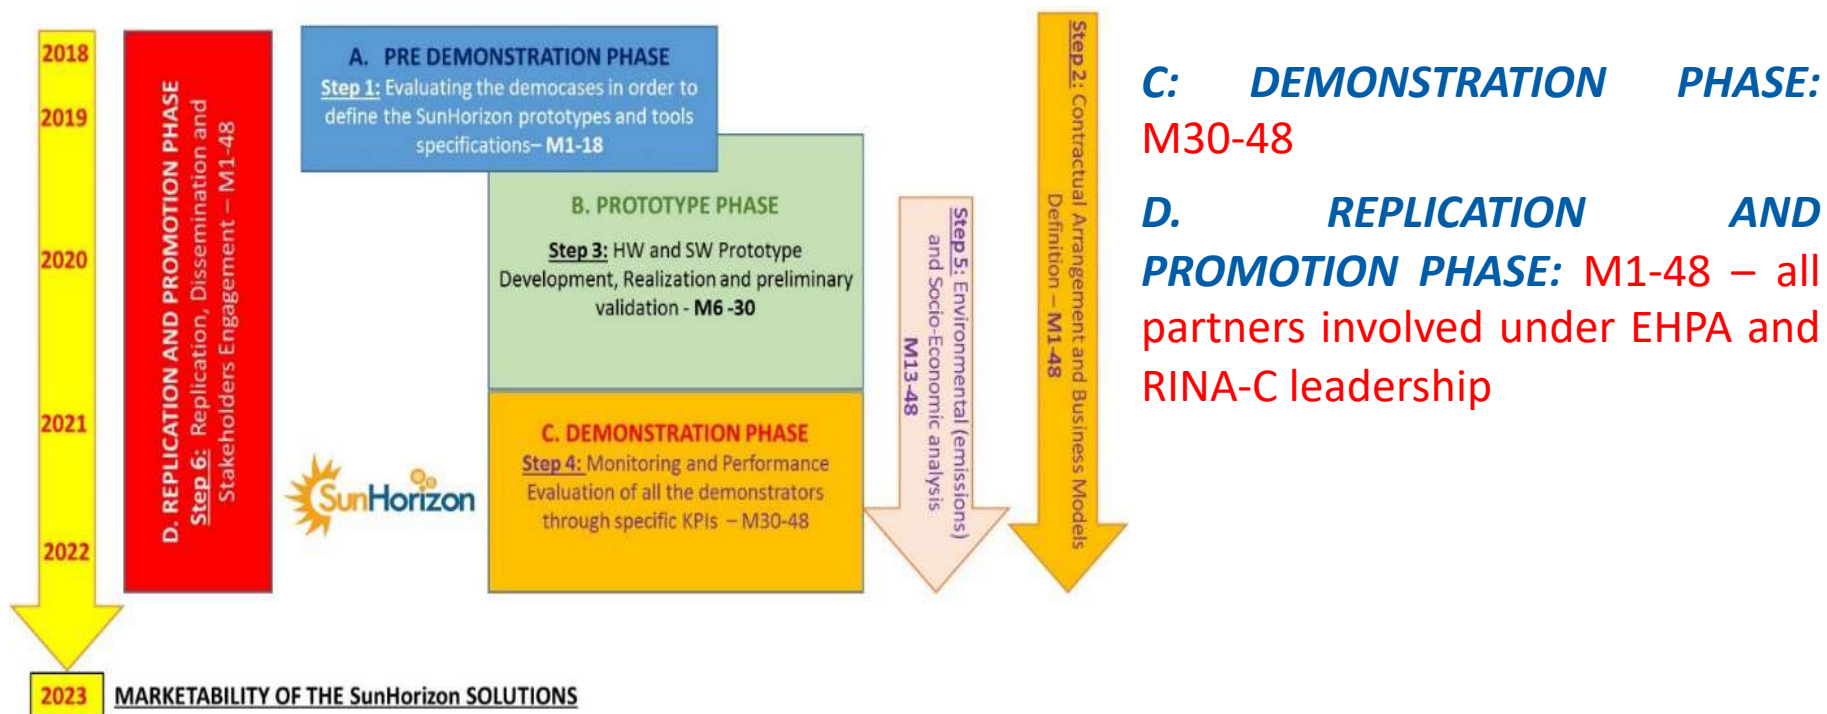 2018
2019
2020
2021
2022
2023
MARKETABILITY OF THE SunHorizon SOLUTIONS
D. REPLICATION AND PROMOTION PHASE
Step 6: Replication, Dissemination and
Stakeholders Engagement – M1-48
A. PRE DEMONSTRATION PHASE
Step 1: Evaluating the democases in order to
define the SunHorizon prototypes and tools
specifications– M1-18
B. PROTOTYPE PHASE
Step 3: HW and SW Prototype
Development, Realization and preliminary
validation - M6 -30
C. DEMONSTRATION PHASE
Step 4: Monitoring and Performance
Evaluation of all the demonstrators
through specific KPIs – M30-48
SunHorizon
Step 5: Environmental (emissions)
and Socio-Economic analysis
M13-48
Step 2: Contractual Arrangement and Business Models
Definition – M1-48
C: DEMONSTRATION PHASE:
M30-48
D. REPLICATION AND
PROMOTION PHASE: M1-48 – all
partners involved under EHPA and
RINA-C leadership